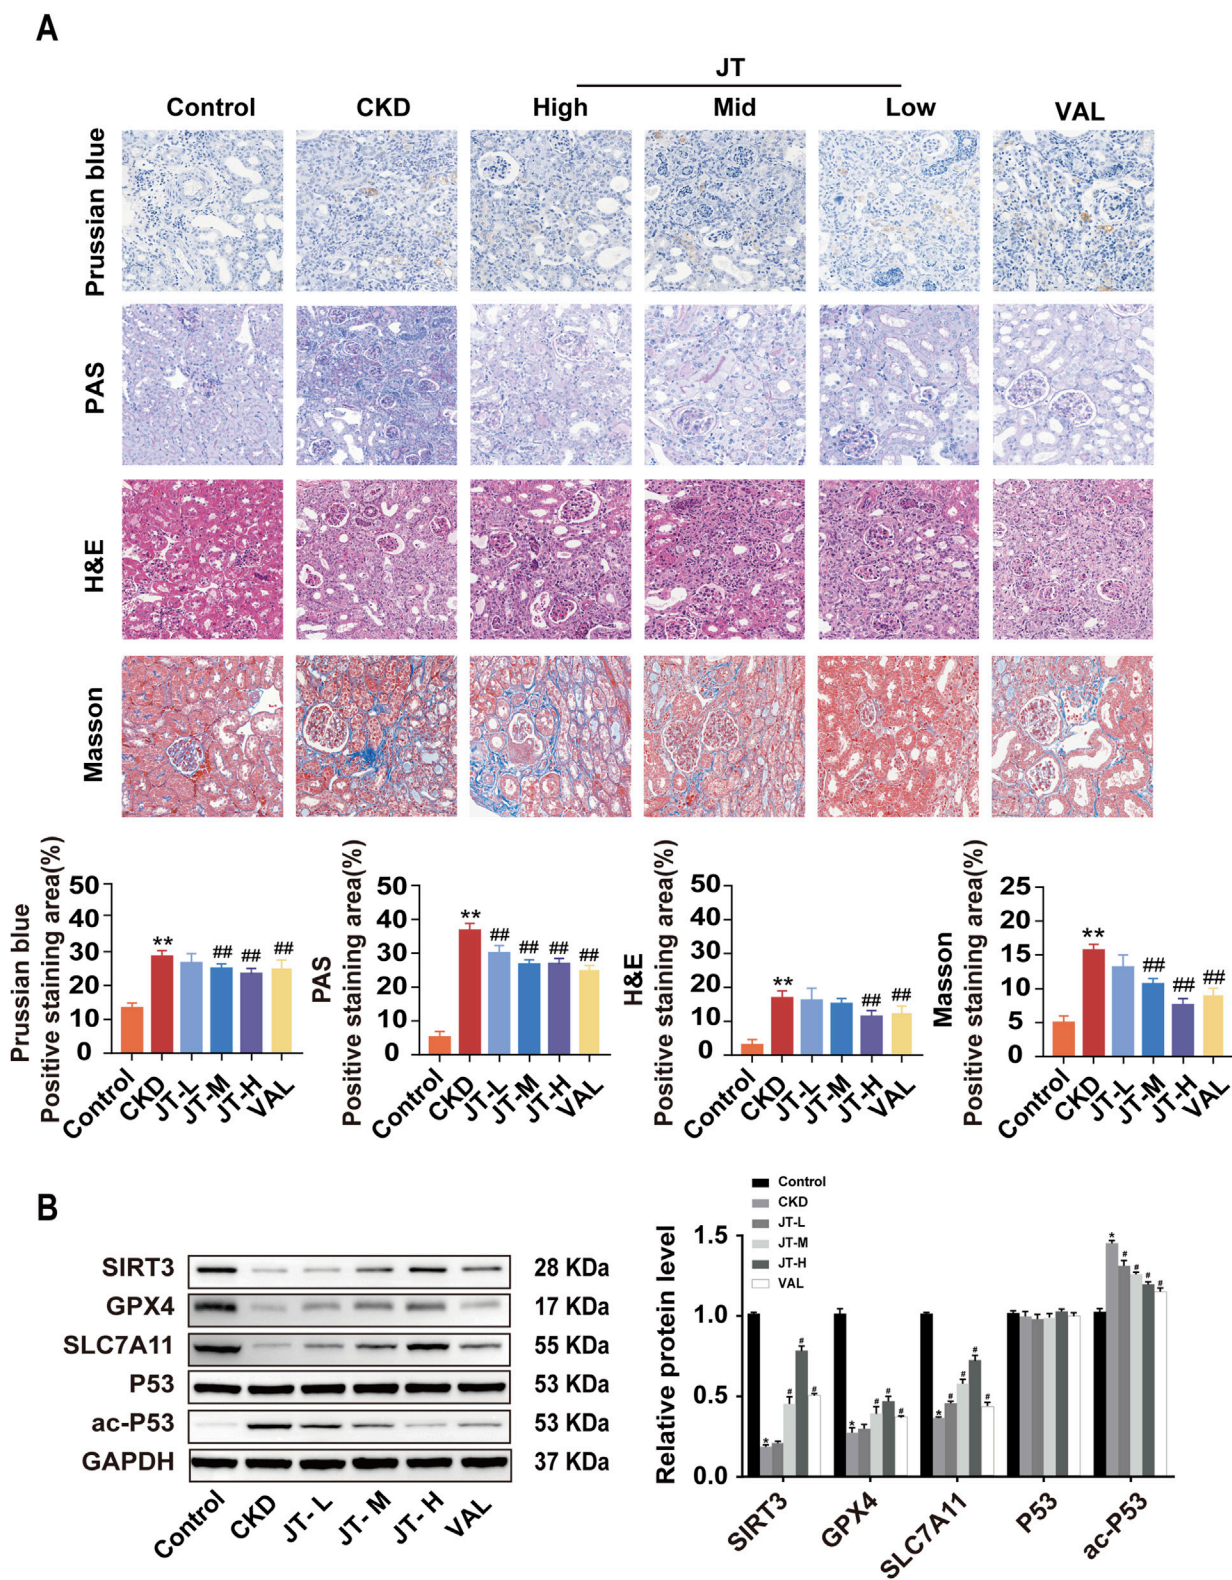 A
JT
Control CKD High Mid Low VAL
Prussian blue
PAS
H&E
Masson
Prussian blue
Positive staining area(%)
50
40
30
20
10
0
** ## ## ##
Control CKD JT-L JT-M JT-H VAL
PAS
Positive staining area(%)
50
40
30
20
10
0
** ## ## ## ##
Control CKD JT-L JT-M JT-H VAL
H&E
Positive staining area(%)
50
40
30
20
10
0
** ## ##
Control CKD JT-L JT-M JT-H VAL
Masson
Positive staining area(%)
25
20
15
10
5
0
** ## ## ##
Control CKD JT-L JT-M JT-H VAL
B
SIRT3 28 KDa
GPX4 17 KDa
SLC7A11 55 KDa
P53 53 KDa
ac-P53 53 KDa
GAPDH 37 KDa
Control CKD JT- L JT- M JT- H VAL
Control
CKD
JT-L
JT-M
JT-H
VAL
Relative protein level
1.5
1.0
0.5
0.0
* # # #
* # # #
* # # # #
* # # # #
SIRT3 GPX4 SLC7A11 P53 ac-P53